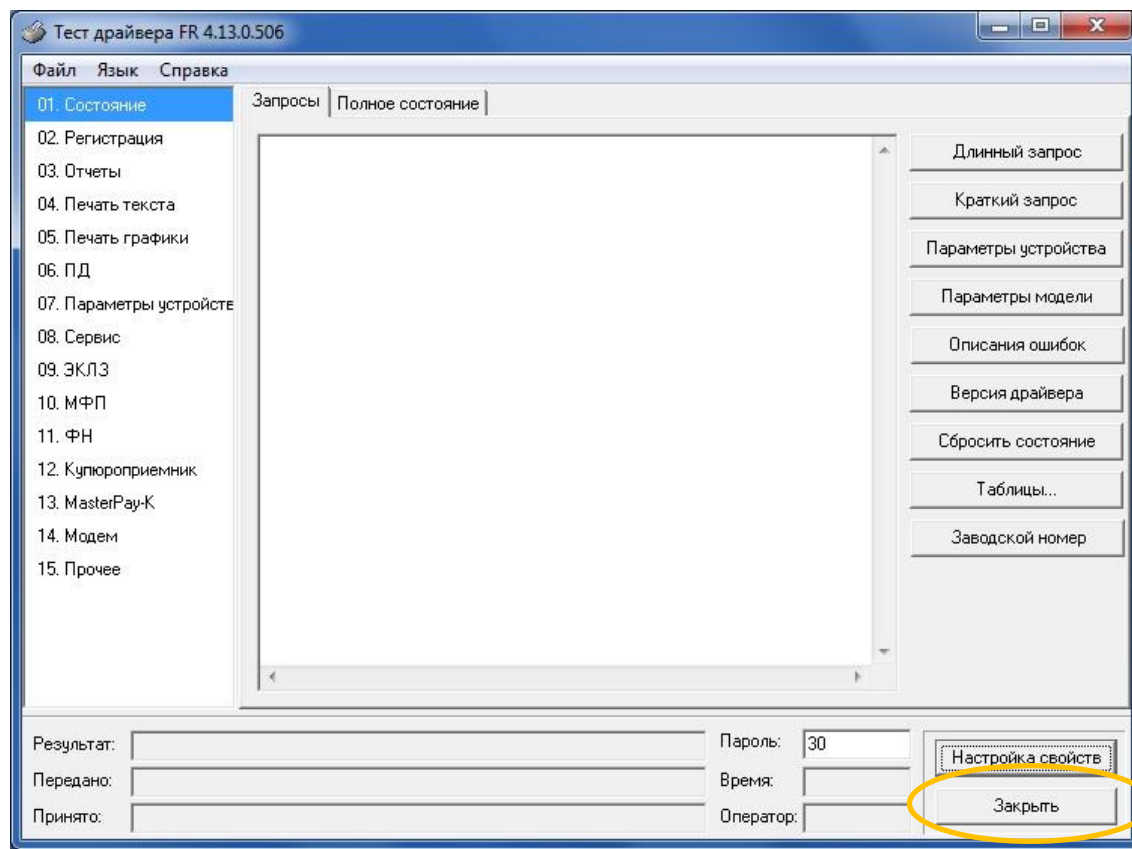 Тест драйвера FR 4.13.0.506
Файл Язык Справка
01. Состояние
02. Регистрация
03. Отчеты
04. Печать текста
05. Печать графики
06. ПД
07. Параметры устройств
08. Сервис
09. ЭКЛЗ
10. МФП
11. ФН
12. Купюроприемник
13. MasterPay-K
14. Модем
15. Прочее
Запросы Полное состояние
Длинный запрос
Краткий запрос
Параметры устройства
Параметры модели
Описания ошибок
Версия драйвера
Сбросить состояние
Таблицы...
Заводской номер
Результат:
Передано:
Принято:
Пароль: 30
Время:
Оператор:
Настройка свойств
Закрыть